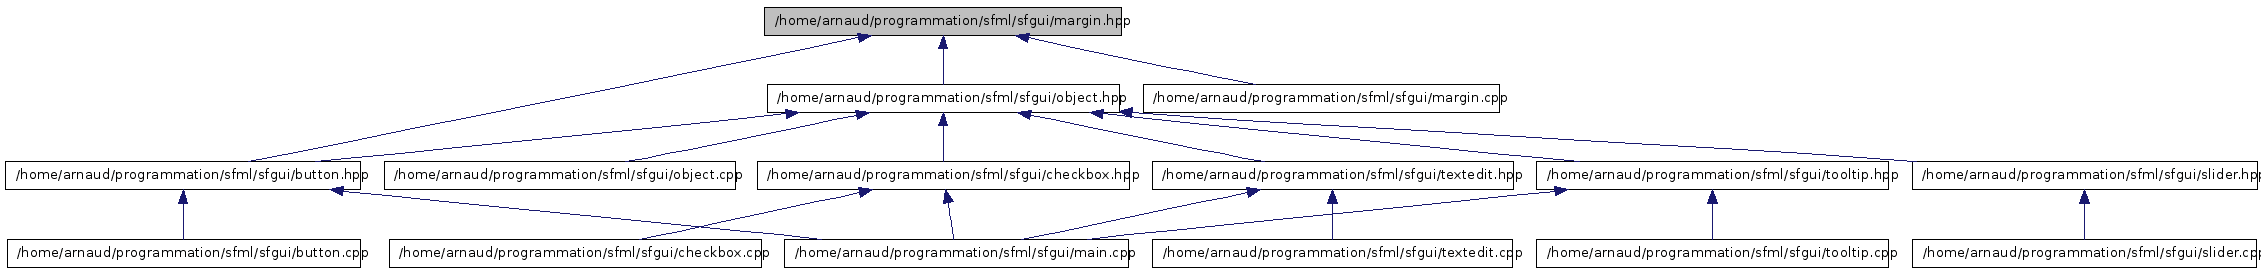 /home/arnaud/programmation/sfml/sfgui/margin.hpp
/home/arnaud/programmation/sfml/sfgui/object.hpp
/home/arnaud/programmation/sfml/sfgui/margin.cpp
/home/arnaud/programmation/sfml/sfgui/button.hpp
/home/arnaud/programmation/sfml/sfgui/object.cpp
/home/arnaud/programmation/sfml/sfgui/checkbox.hpp
/home/arnaud/programmation/sfml/sfgui/textedit.hpp
/home/arnaud/programmation/sfml/sfgui/tooltip.hpp
/home/arnaud/programmation/sfml/sfgui/slider.hpp
/home/arnaud/programmation/sfml/sfgui/button.cpp
/home/arnaud/programmation/sfml/sfgui/checkbox.cpp
/home/arnaud/programmation/sfml/sfgui/main.cpp
/home/arnaud/programmation/sfml/sfgui/textedit.cpp
/home/arnaud/programmation/sfml/sfgui/tooltip.cpp
/home/arnaud/programmation/sfml/sfgui/slider.cpp